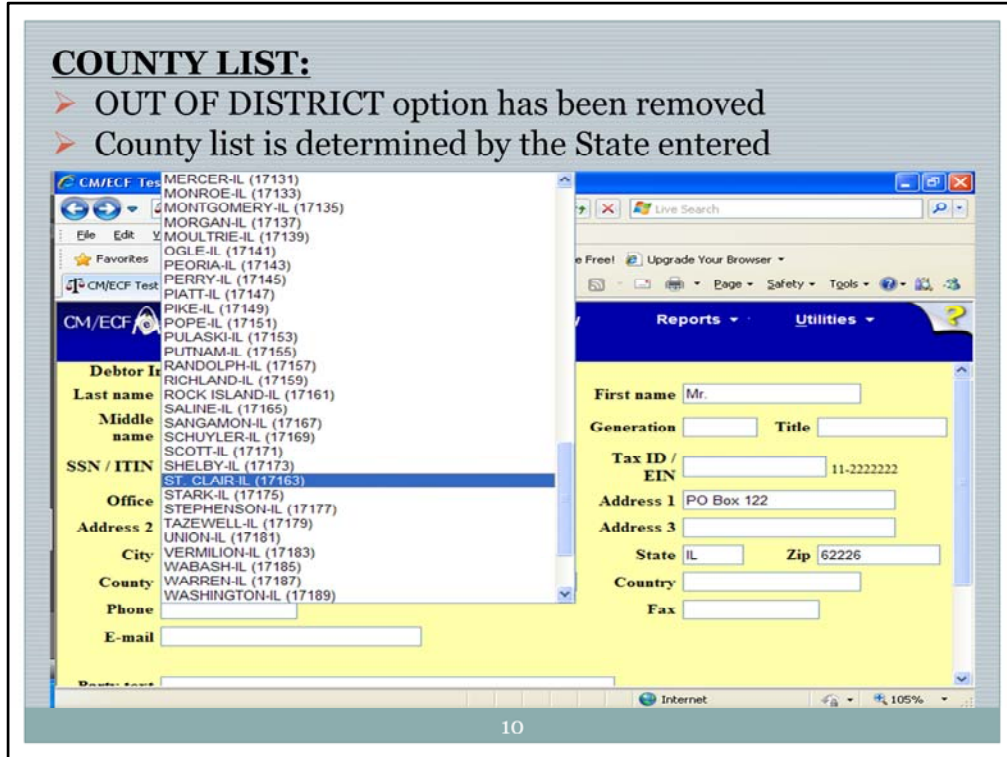 COUNTY LIST:
➢ OUT OF DISTRICT option has been removed
➢ County list is determined by the State entered
CM/ECF Tes
MERCER-IL (17131)
MONROE-IL (17133)
MONTGOMERY-IL (17135)
MORGAN-IL (17137)
MOULTRIE-IL (17139)
OGLE-IL (17141)
PEORIA-IL (17143)
PERRY-IL (17145)
PIATT-IL (17147)
PIKE-IL (17149)
POPE-IL (17151)
PULASKI-IL (17153)
PUTNAM-IL (17155)
RANDOLPH-IL (17157)
RICHLAND-IL (17159)
ROCK ISLAND-IL (17161)
SALINE-IL (17165)
SANGAMON-IL (17167)
SCHUYLER-IL (17169)
SCOTT-IL (17171)
SHELBY-IL (17173)
ST. CLAIR-IL (17163)
STARK-IL (17175)
STEPHENSON-IL (17177)
TAZEWELL-IL (17179)
UNION-IL (17181)
VERMILION-IL (17183)
WABASH-IL (17185)
WARREN-IL (17187)
WASHINGTON-IL (17189)
Live Search
File Edit
Favorites
e Free! Upgrade Your Browser
CM/ECF Test
Page Safety Tools
CM/ECF
Reports Utilities ?
Debtor
Last name First name Mr.
Middle name Generation Title
SSN / ITIN Tax ID / EIN 11-2222222
Office Address 1 PO Box 122
Address 2 Address 3
City State IL Zip 62226
County Country
Phone Fax
E-mail
Internet 105%
10